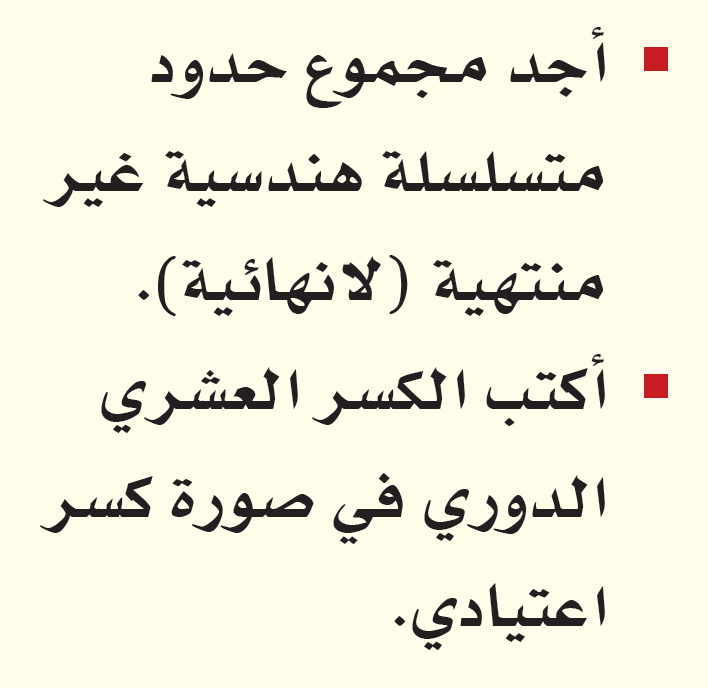 أجد مجموع حدود
متسلسلة هندسية غير
منتهية (لانهائية).
أكتب الكسر العشري
الدوري في صورة كسر
اعتيادي.